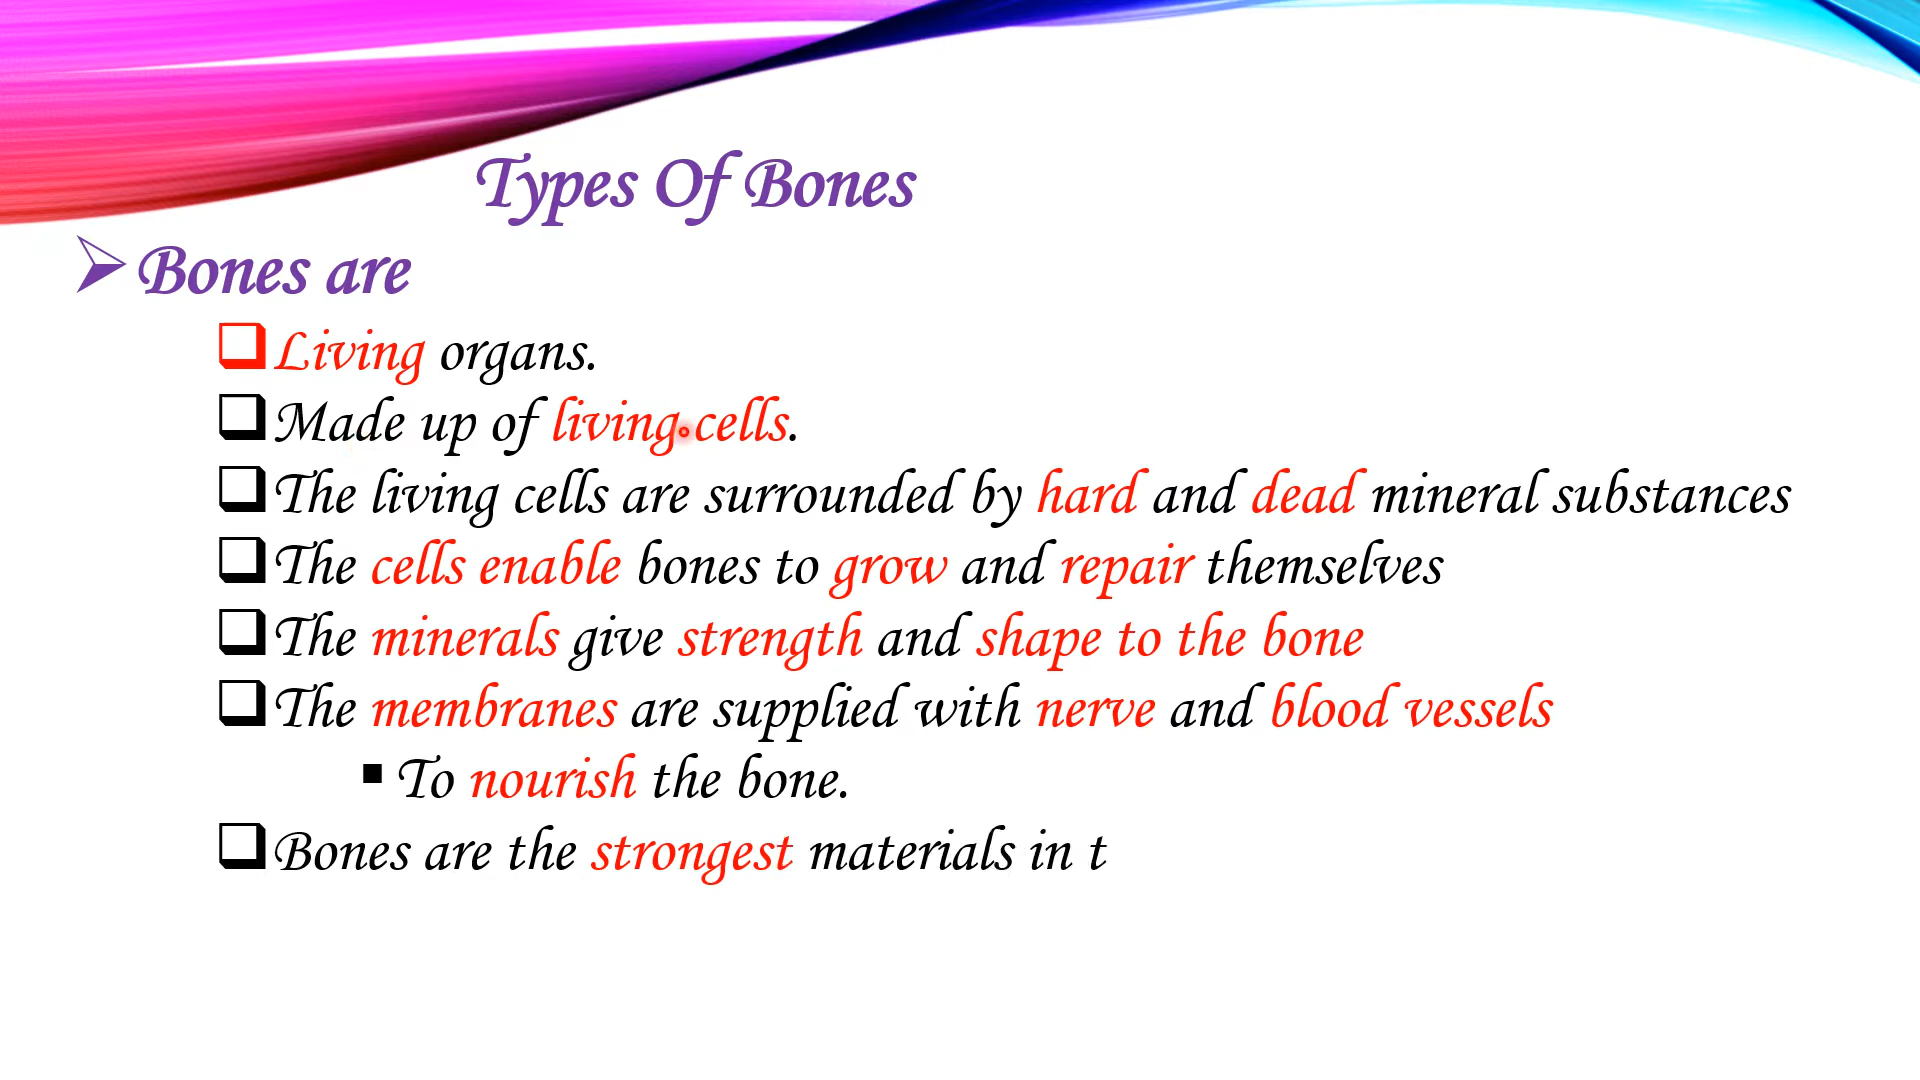 Types Of Bones
Bones are
Living organs.
Made up of living cells.
The living cells are surrounded by hard and dead mineral substances
The cells enable bones to grow and repair themselves
The minerals give strength and shape to the bone
The membranes are supplied with nerve and blood vessels
To nourish the bone.
Bones are the strongest materials in t